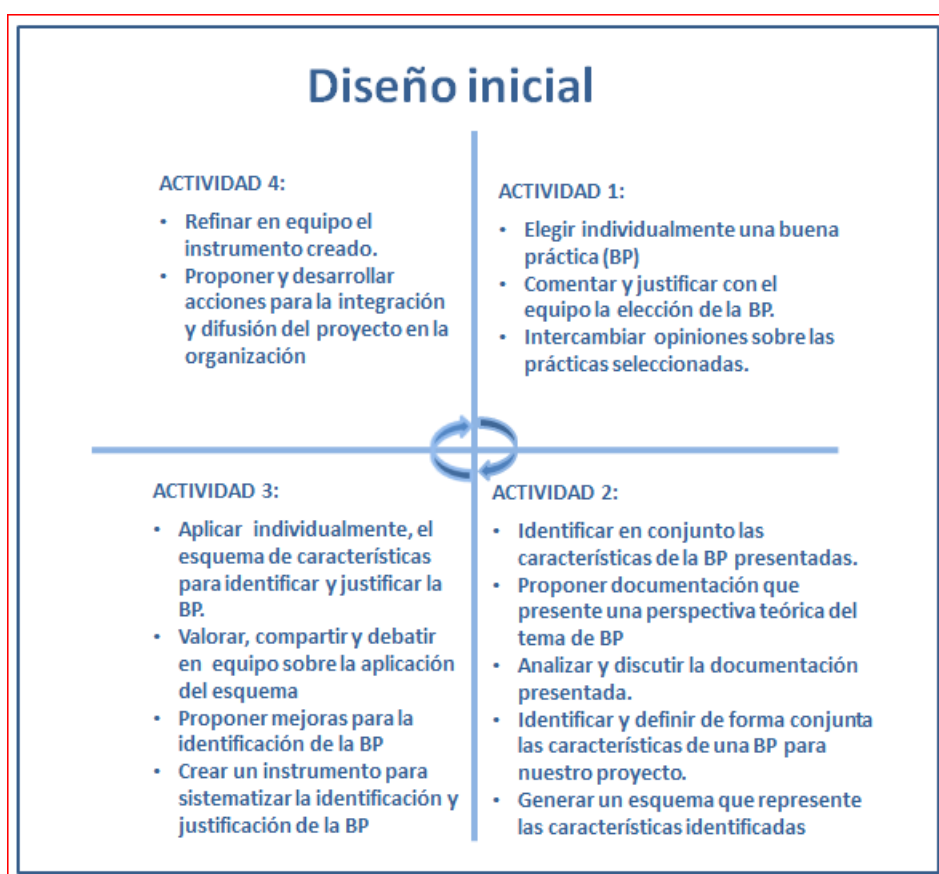 Diseño inicial
ACTIVIDAD 4:
• Refinar en equipo el
instrumento creado.
• Proponer y desarrollar
acciones para la integración
y difusión del proyecto en la
organización
ACTIVIDAD 1:
• Elegir individualmente una buena
práctica (BP)
• Comentar y justificar con el
equipo la elección de la BP.
• Intercambiar opiniones sobre las
prácticas seleccionadas.
ACTIVIDAD 3:
• Aplicar individualmente, el
esquema de características
para identificar y justificar la
BP.
• Valorar, compartir y debatir
en equipo sobre la aplicación
del esquema
• Proponer mejoras para la
identificación de la BP
• Crear un instrumento para
sistematizar la identificación y
justificación de la BP
ACTIVIDAD 2:
• Identificar en conjunto las
características de la BP presentadas.
• Proponer documentación que
presente una perspectiva teórica del
tema de BP
• Analizar y discutir la documentación
presentada.
• Identificar y definir de forma conjunta
las características de una BP para
nuestro proyecto.
• Generar un esquema que represente
las características identificadas